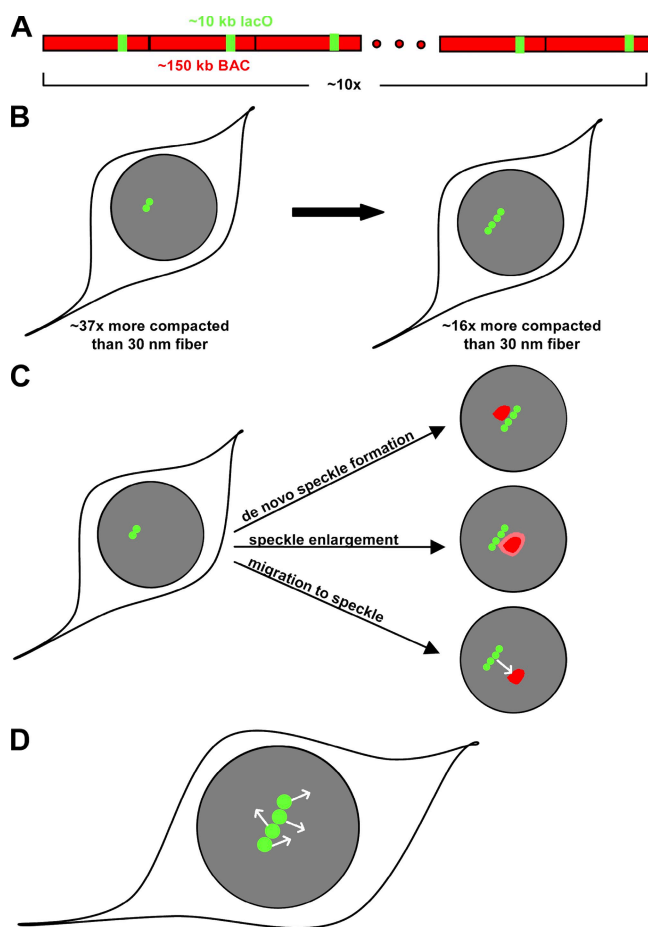 A
~10 kb lacO
~150 kb BAC
~10x
B
~37x more compacted
than 30 nm fiber
~16x more compacted
than 30 nm fiber
C
de novo speckle formation
speckle enlargement
migration to speckle
D